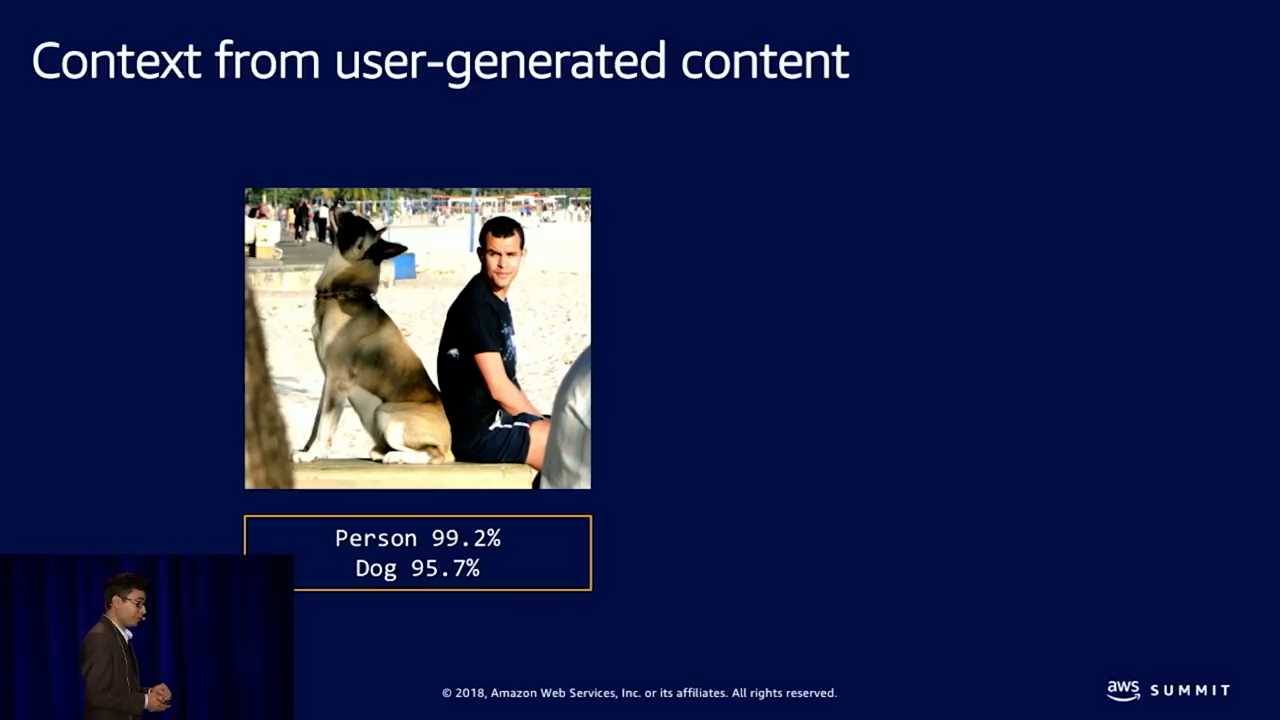 Context from user-generated content
Person 99.2%
Dog 95.7%
© 2018, Amazon Web Services, Inc. or its affiliates. All rights reserved.
aws SUMMIT